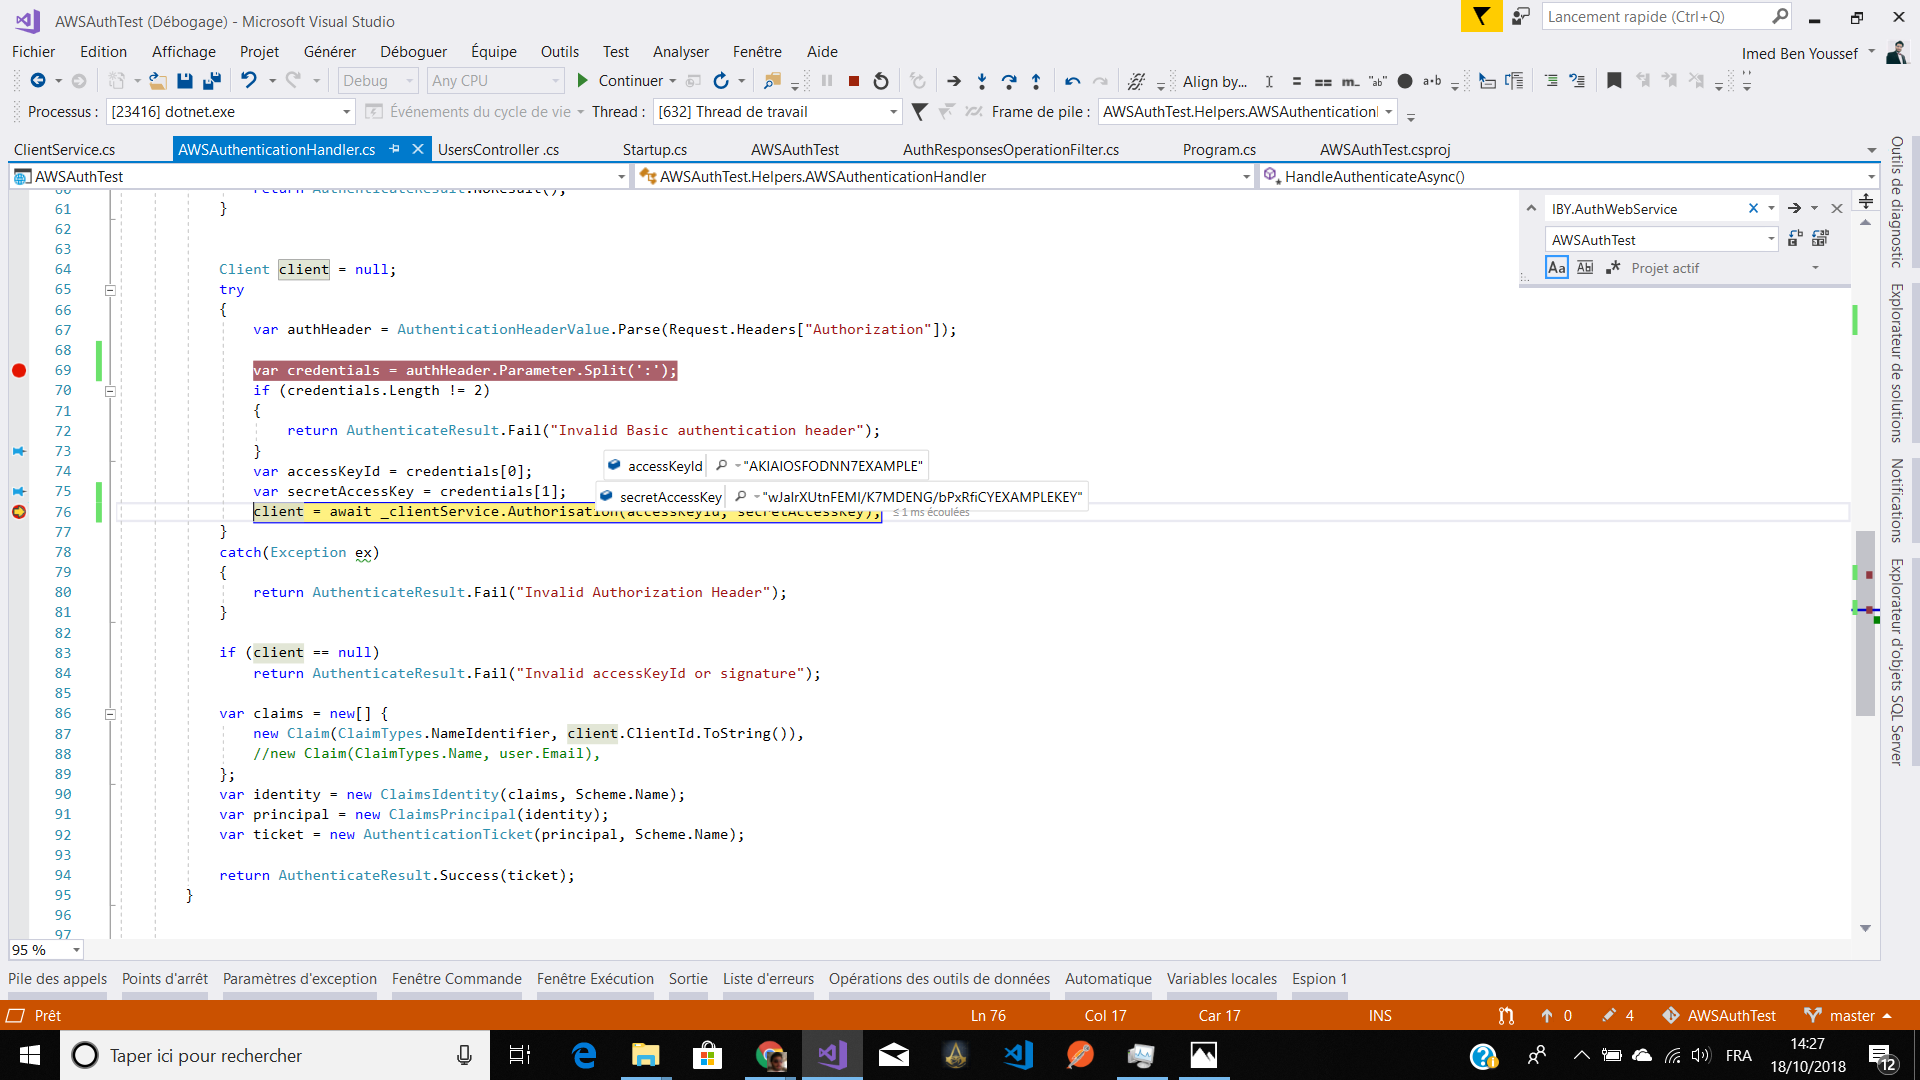 AWSAuthTest (Débogage) - Microsoft Visual Studio
Lancement rapide (Ctrl+Q)
Fichier Edition Affichage Projet Générer Déboguer Équipe Outils Test Analyser Fenêtre Aide
Imed Ben Youssef
Debug Any CPU Continuer Align by...
Processus : [23416] dotnet.exe Événements du cycle de vie Thread : [632] Thread de travail Frame de pile : AWSAuthTest.Helpers.AWSAuthentication
ClientService.cs AWSAuthenticationHandler.cs UsersController .cs Startup.cs AWSAuthTest AuthResponsesOperationFilter.cs Program.cs AWSAuthTest.csproj
AWSAuthTest AWSAuthTest.Helpers.AWSAuthenticationHandler HandleAuthenticateAsync()
IBY.AuthWebService
AWSAuthTest
Aa Ab .* Projet actif
60 return AuthenticateResult.NoResult();
61 }
62
63
64 Client client = null;
65 try
66 {
67 var authHeader = AuthenticationHeaderValue.Parse(Request.Headers["Authorization"]);
68
69 var credentials = authHeader.Parameter.Split(':');
70 if (credentials.Length != 2)
71 {
72 return AuthenticateResult.Fail("Invalid Basic authentication header");
73 }
accessKeyId "AKIAIOSFODNN7EXAMPLE"
74 var accessKeyId = credentials[0];
75 var secretAccessKey = credentials[1];
secretAccessKey "wJalrXUtnFEMI/K7MDENG/bPxRfiCYEXAMPLEKEY"
76 client = await _clientService.Authorisation(accessKeyId, secretAccessKey); ≤ 1 ms écoulées
77 }
78 catch(Exception ex)
79 {
80 return AuthenticateResult.Fail("Invalid Authorization Header");
81 }
82
83 if (client == null)
84 return AuthenticateResult.Fail("Invalid accessKeyId or signature");
85
86 var claims = new[] {
87 new Claim(ClaimTypes.NameIdentifier, client.ClientId.ToString()),
88 //new Claim(ClaimTypes.Name, user.Email),
89 };
90 var identity = new ClaimsIdentity(claims, Scheme.Name);
91 var principal = new ClaimsPrincipal(identity);
92 var ticket = new AuthenticationTicket(principal, Scheme.Name);
93
94 return AuthenticateResult.Success(ticket);
95 }
96
97
95 %
Outils de diagnostic
Explorateur de solutions
Notifications
Explorateur d'objets SQL Server
Pile des appels Points d'arrêt Paramètres d'exception Fenêtre Commande Fenêtre Exécution Sortie Liste d'erreurs Opérations des outils de données Automatique Variables locales Espion 1
Prêt Ln 76 Col 17 Car 17 INS 0 4 AWSAuthTest master
Taper ici pour rechercher
FRA
14:27
18/10/2018
12